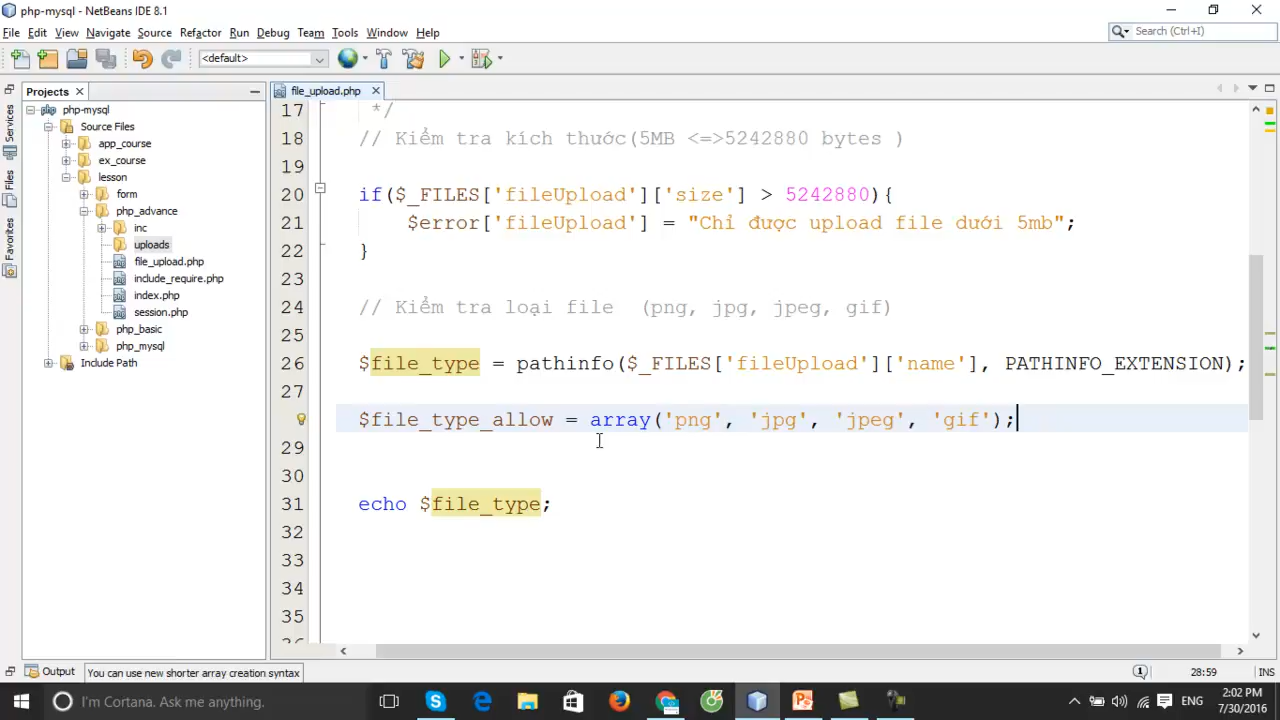 php-mysql - NetBeans IDE 8.1
File Edit View Navigate Source Refactor Run Debug Team Tools Window Help
Search (Ctrl+I)
<default>
Projects
file_upload.php
Services
Files
Favorites
php-mysql
Source Files
app_course
ex_course
lesson
form
php_advance
inc
uploads
file_upload.php
include_require.php
index.php
session.php
php_basic
php_mysql
Include Path
17 */
18 // Kiểm tra kích thước(5MB <=>5242880 bytes )
19
20 if($_FILES['fileUpload']['size'] > 5242880){
21 $error['fileUpload'] = "Chỉ được upload file dưới 5mb";
22 }
23
24 // Kiểm tra loại file (png, jpg, jpeg, gif)
25
26 $file_type = pathinfo($_FILES['fileUpload']['name'], PATHINFO_EXTENSION);
27
$file_type_allow = array('png', 'jpg', 'jpeg', 'gif');
29
30
31 echo $file_type;
32
33
34
35
Output
You can use new shorter array creation syntax
1
28:59
INS
I'm Cortana. Ask me anything.
ENG
2:02 PM
7/30/2016